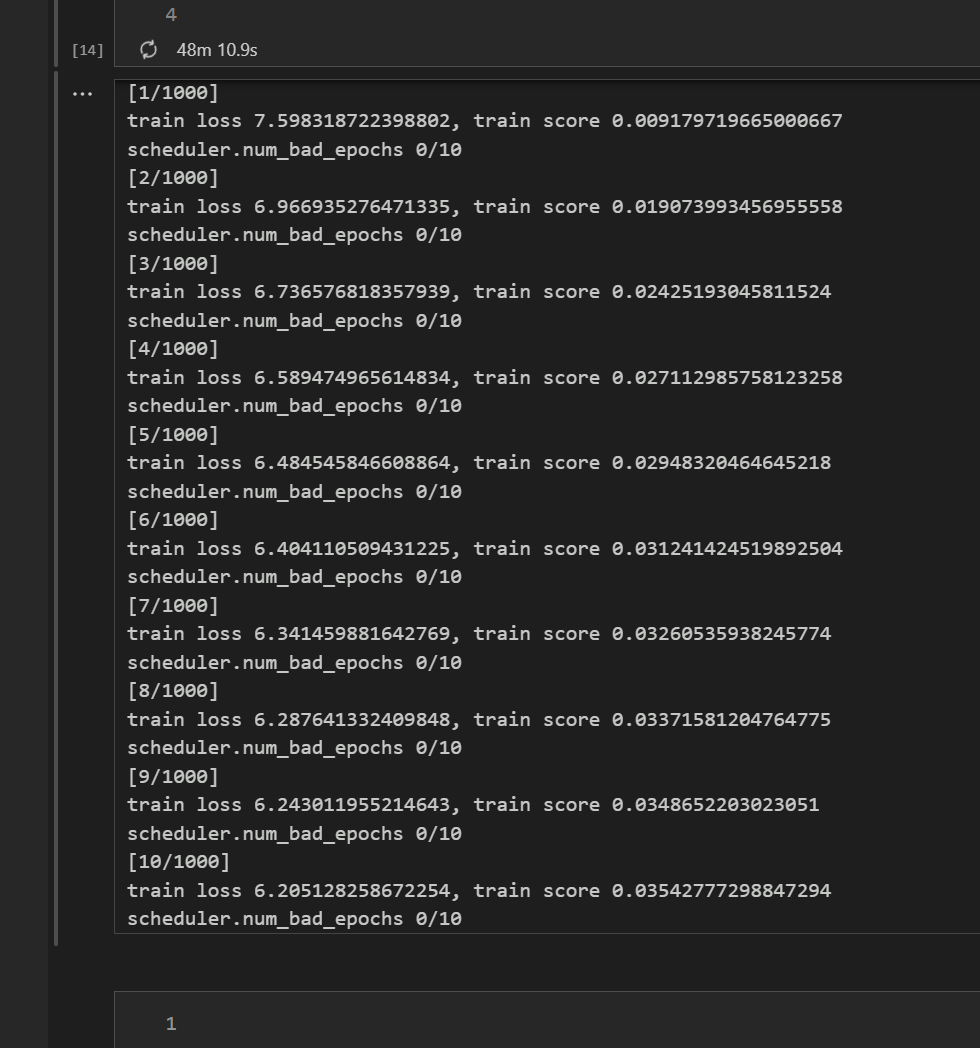 4
[14]
48m 10.9s
...
[1/1000]
train loss 7.598318722398802, train score 0.009179719665000667
scheduler.num_bad_epochs 0/10
[2/1000]
train loss 6.966935276471335, train score 0.019073993456955558
scheduler.num_bad_epochs 0/10
[3/1000]
train loss 6.736576818357939, train score 0.02425193045811524
scheduler.num_bad_epochs 0/10
[4/1000]
train loss 6.589474965614834, train score 0.027112985758123258
scheduler.num_bad_epochs 0/10
[5/1000]
train loss 6.484545846608864, train score 0.02948320464645218
scheduler.num_bad_epochs 0/10
[6/1000]
train loss 6.404110509431225, train score 0.031241424519892504
scheduler.num_bad_epochs 0/10
[7/1000]
train loss 6.341459881642769, train score 0.03260535938245774
scheduler.num_bad_epochs 0/10
[8/1000]
train loss 6.287641332409848, train score 0.03371581204764775
scheduler.num_bad_epochs 0/10
[9/1000]
train loss 6.243011955214643, train score 0.0348652203023051
scheduler.num_bad_epochs 0/10
[10/1000]
train loss 6.205128258672254, train score 0.03542777298847294
scheduler.num_bad_epochs 0/10
1